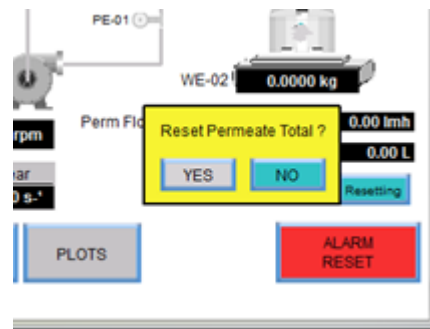 PE-01
WE-02
0.0000 kg
Perm Flo
0.00 lmh
rpm
Reset Permeate Total ?
0.00 L
ar
YES
NO
Resetting
PLOTS
ALARM
RESET